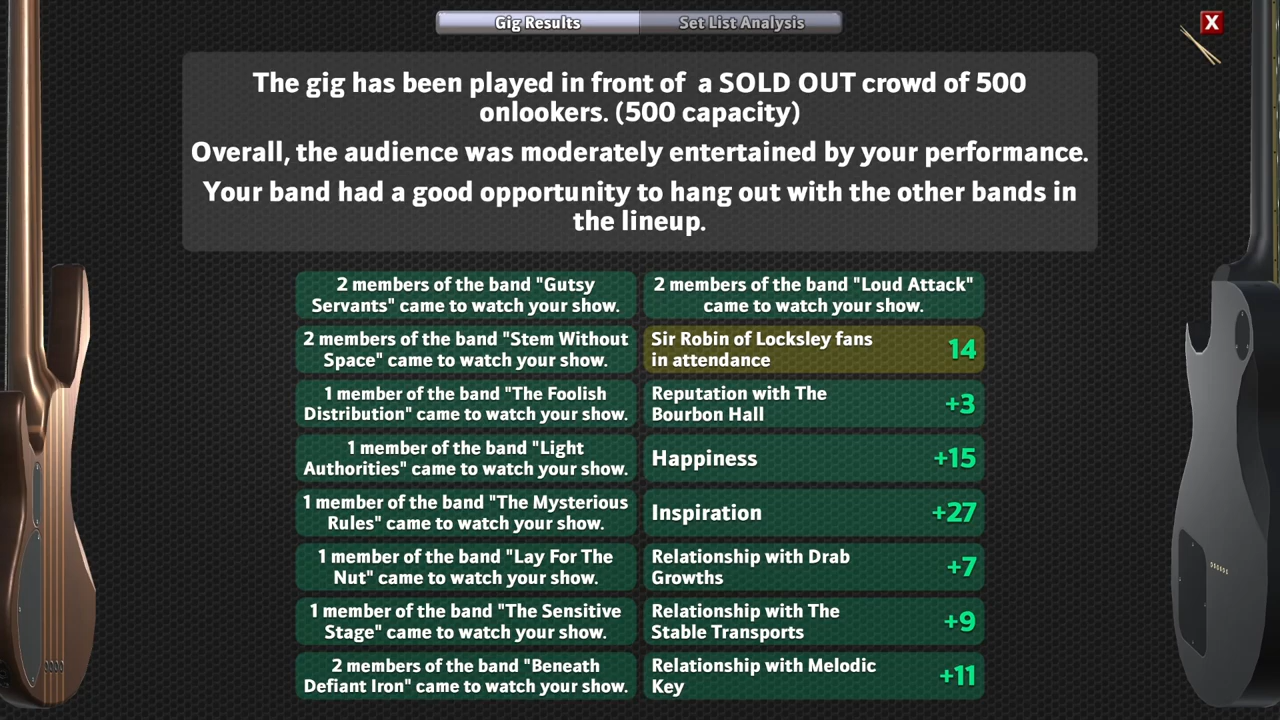 Gig Results
Set List Analysis
X
The gig has been played in front of a SOLD OUT crowd of 500
onlookers. (500 capacity)
Overall, the audience was moderately entertained by your performance.
Your band had a good opportunity to hang out with the other bands in
the lineup.
2 members of the band "Gutsy
Servants" came to watch your show.
2 members of the band "Loud Attack"
came to watch your show.
2 members of the band "Stem Without
Space" came to watch your show.
Sir Robin of Locksley fans
in attendance
14
1 member of the band "The Foolish
Distribution" came to watch your show.
Reputation with The
Bourbon Hall
+3
1 member of the band "Light
Authorities" came to watch your show.
Happiness
+15
1 member of the band "The Mysterious
Rules" came to watch your show.
Inspiration
+27
1 member of the band "Lay For The
Nut" came to watch your show.
Relationship with Drab
Growths
+7
1 member of the band "The Sensitive
Stage" came to watch your show.
Relationship with The
Stable Transports
+9
2 members of the band "Beneath
Defiant Iron" came to watch your show.
Relationship with Melodic
Key
+11